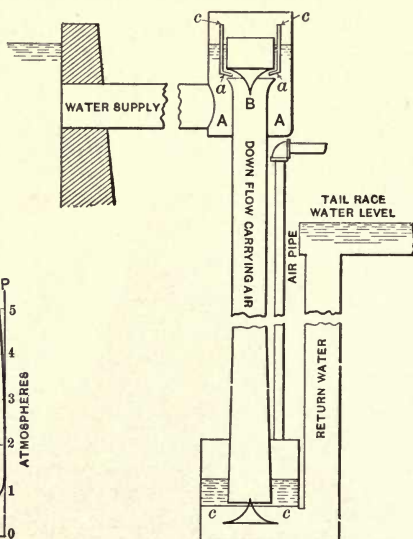 c c
a a
B
A A
WATER SUPPLY
DOWN FLOW CARRYING AIR
AIR PIPE
TAIL RACE
WATER LEVEL
RETURN WATER
P
5
4
3
2
1
0
ATMOSPHERES
c c